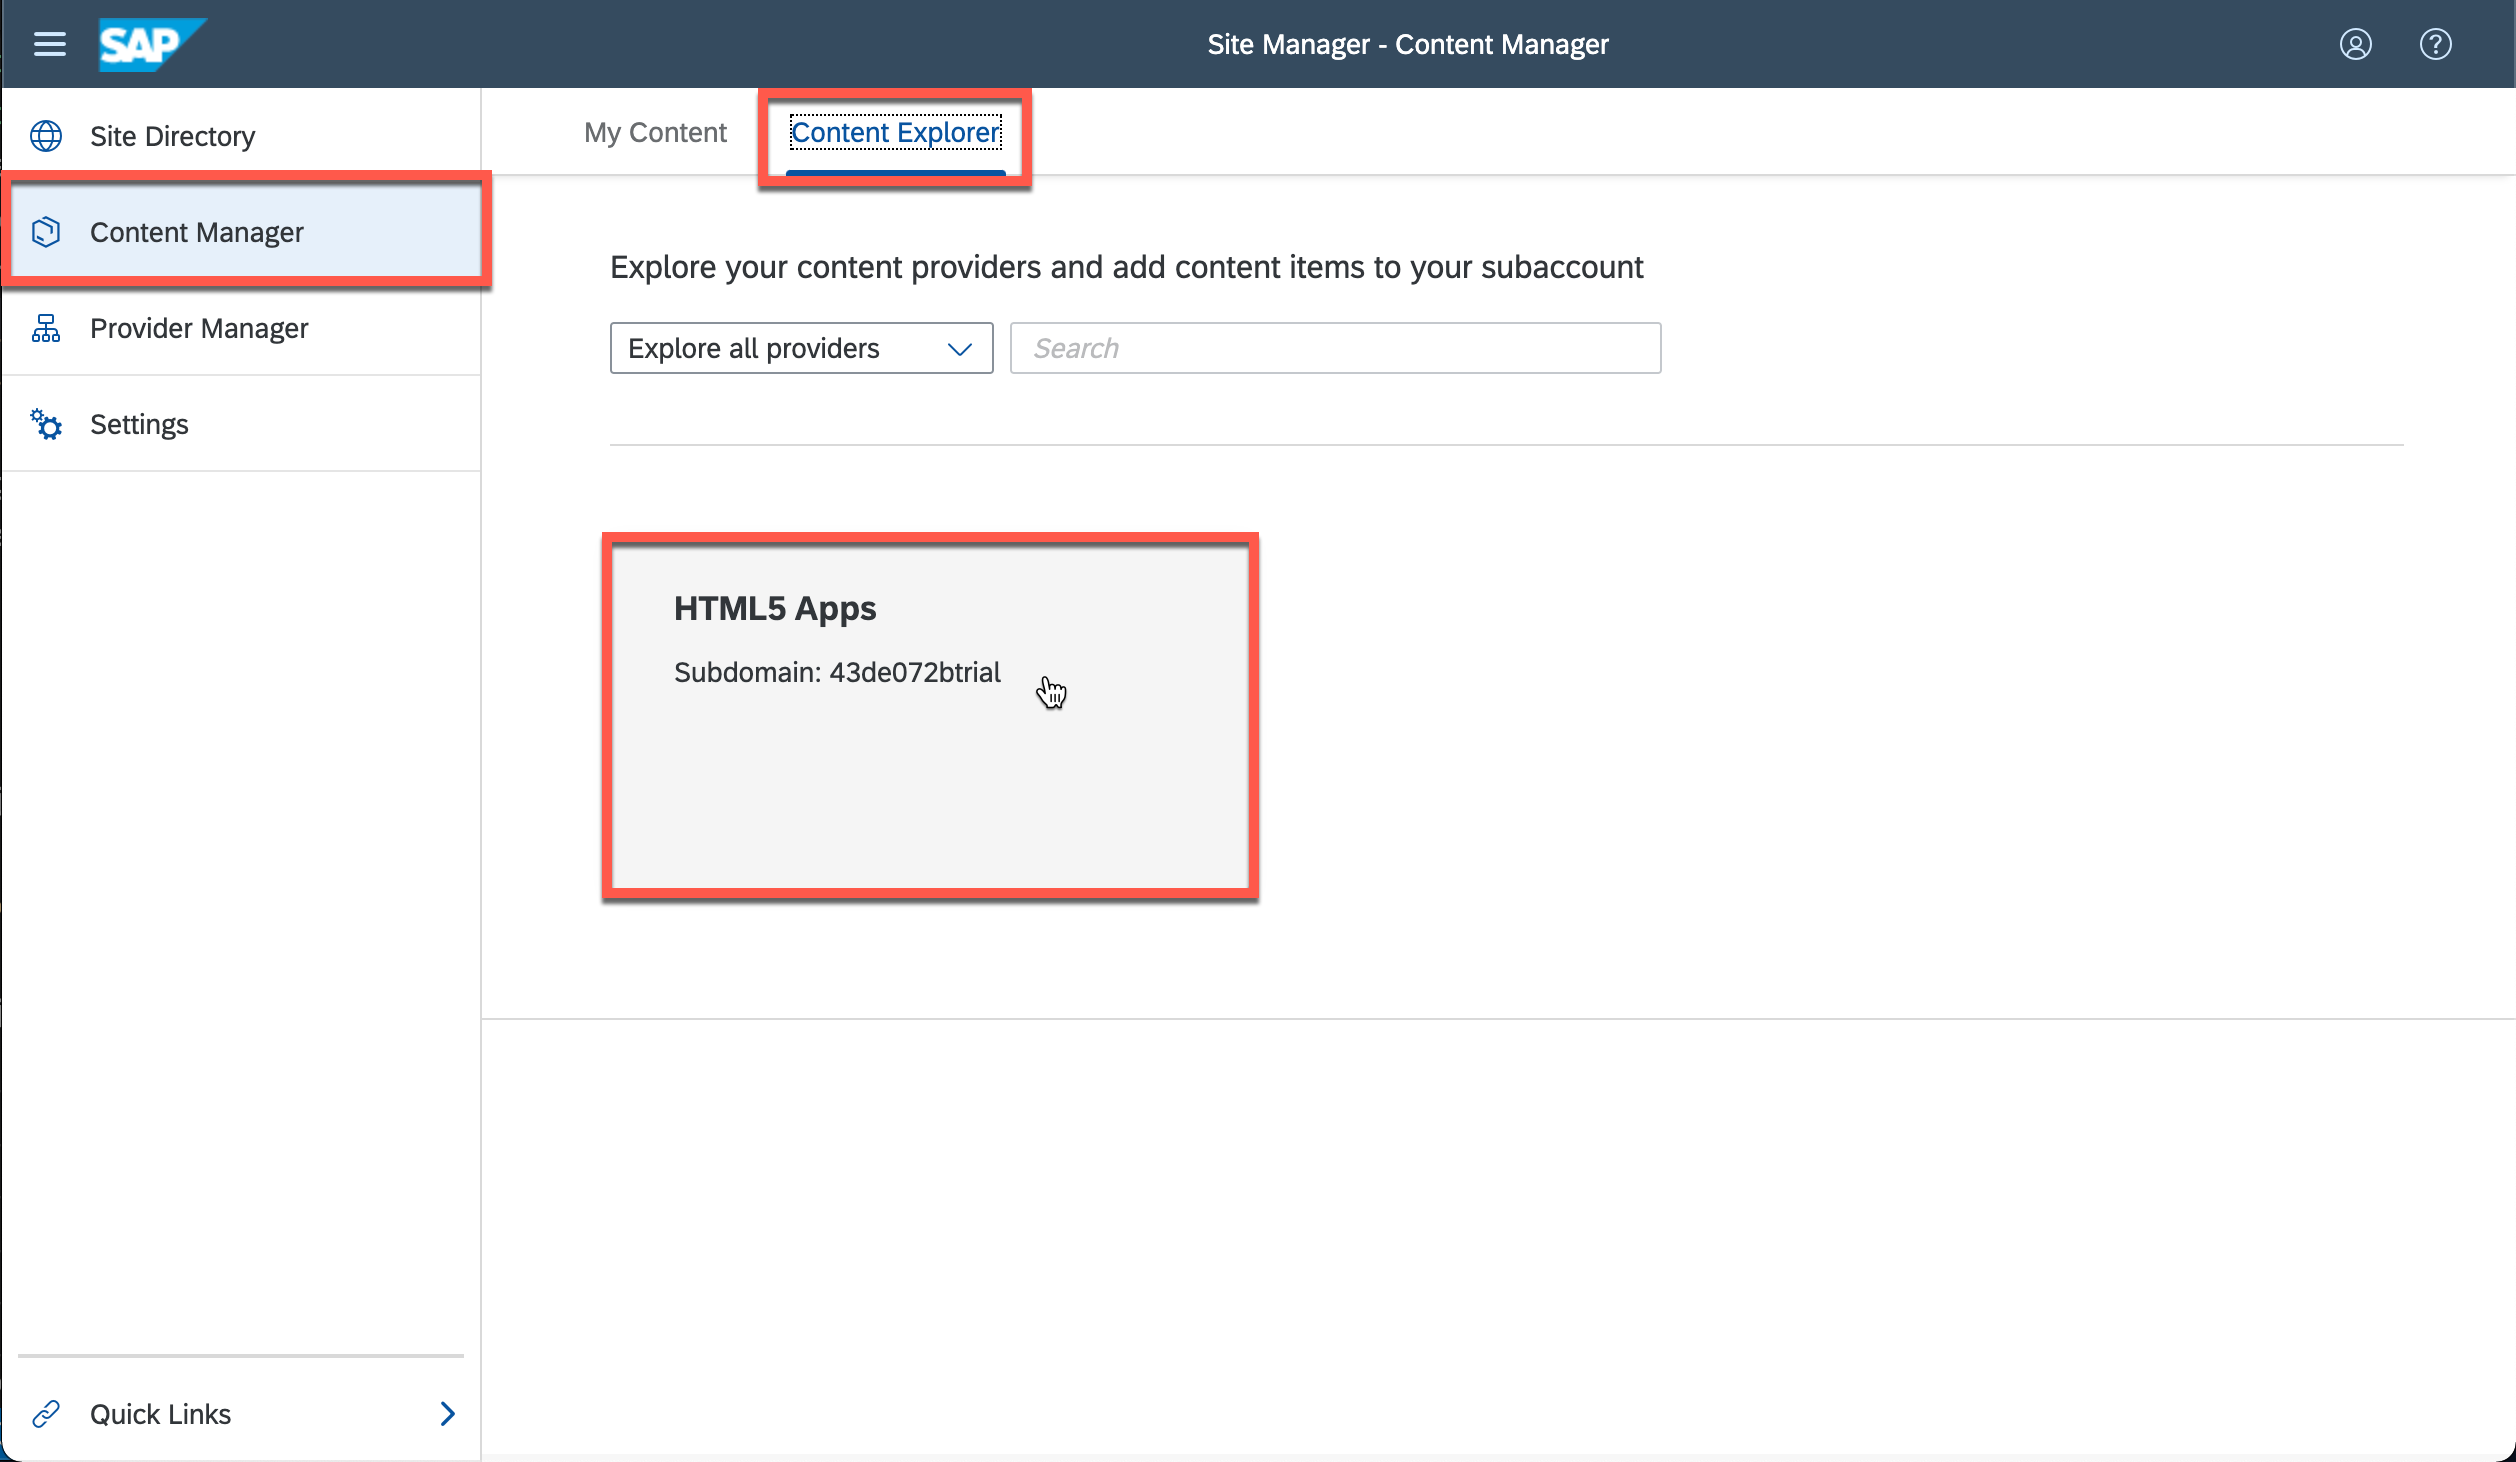 SAP
Site Manager - Content Manager
Site Directory
Content Manager
Provider Manager
Settings
Quick Links
My Content
Content Explorer
Explore your content providers and add content items to your subaccount
Explore all providers
Search
HTML5 Apps
Subdomain: 43de072btrial